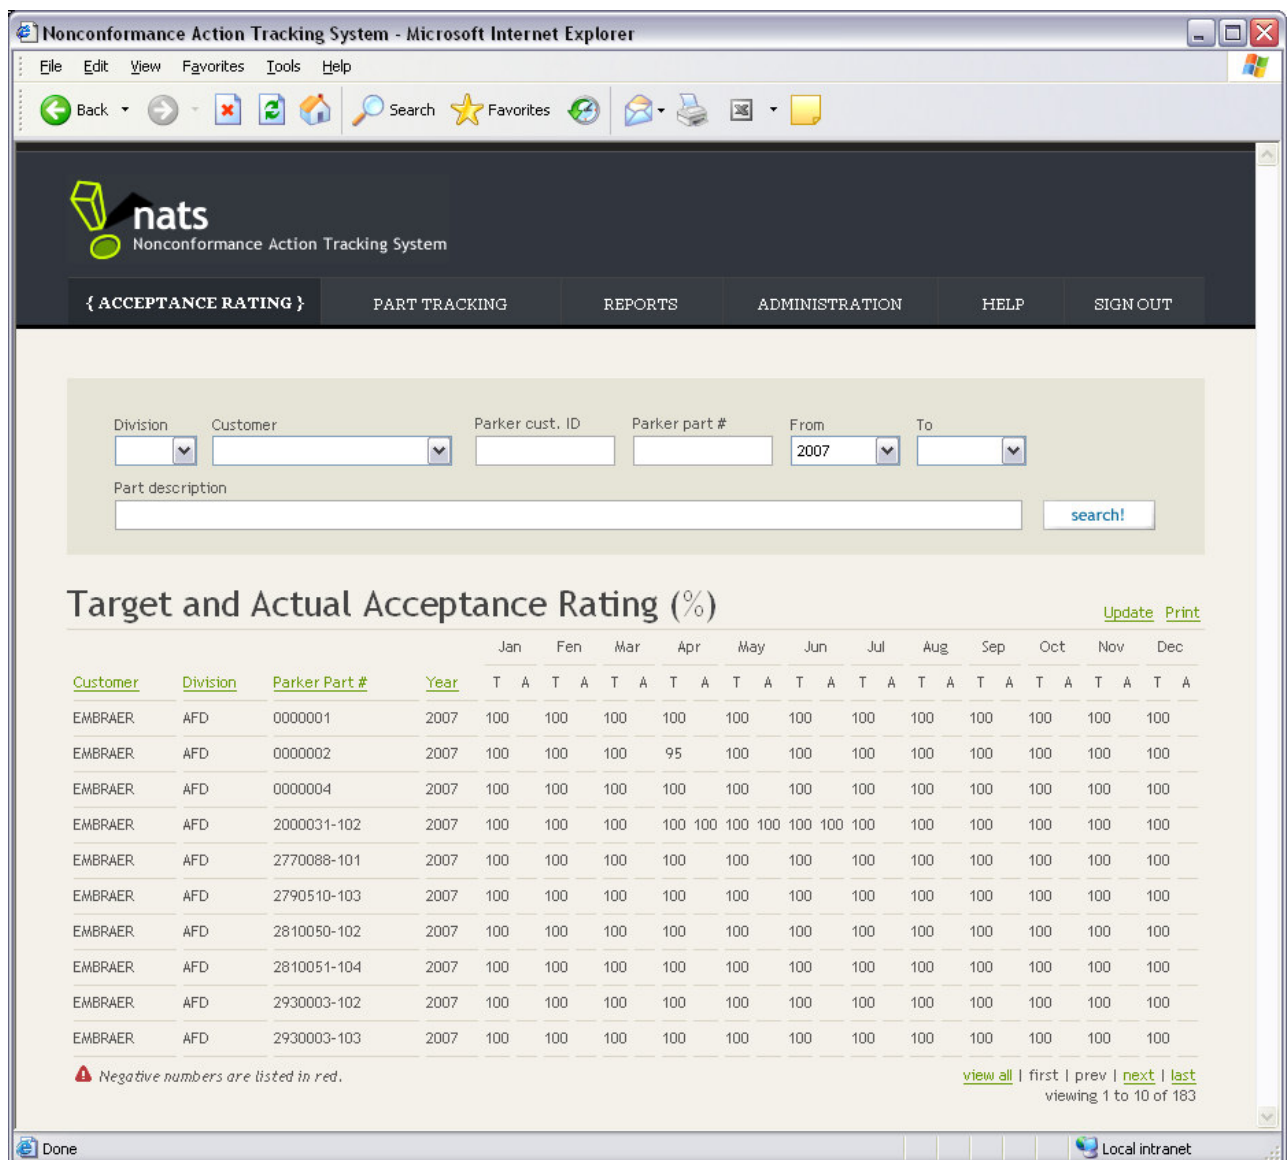 Nonconformance Action Tracking System - Microsoft Internet Explorer
File Edit View Favorites Tools Help
Back Search Favorites
nats
Nonconformance Action Tracking System
{ ACCEPTANCE RATING } PART TRACKING REPORTS ADMINISTRATION HELP SIGN OUT
Division Customer Parker cust. ID Parker part # From To
2007
Part description
search!
Target and Actual Acceptance Rating (%)
Update Print
Jan Fen Mar Apr May Jun Jul Aug Sep Oct Nov Dec
Customer Division Parker Part # Year T A T A T A T A T A T A T A T A T A T A T A T A
EMBRAER AFD 0000001 2007 100 100 100 100 100 100 100 100 100 100 100 100
EMBRAER AFD 0000002 2007 100 100 100 95 100 100 100 100 100 100 100 100
EMBRAER AFD 0000004 2007 100 100 100 100 100 100 100 100 100 100 100 100
EMBRAER AFD 2000031-102 2007 100 100 100 100 100 100 100 100 100 100 100 100 100 100 100
EMBRAER AFD 2770088-101 2007 100 100 100 100 100 100 100 100 100 100 100 100
EMBRAER AFD 2790510-103 2007 100 100 100 100 100 100 100 100 100 100 100 100
EMBRAER AFD 2810050-102 2007 100 100 100 100 100 100 100 100 100 100 100 100
EMBRAER AFD 2810051-104 2007 100 100 100 100 100 100 100 100 100 100 100 100
EMBRAER AFD 2930003-102 2007 100 100 100 100 100 100 100 100 100 100 100 100
EMBRAER AFD 2930003-103 2007 100 100 100 100 100 100 100 100 100 100 100 100
Negative numbers are listed in red.
view all | first | prev | next | last
viewing 1 to 10 of 183
Done Local intranet